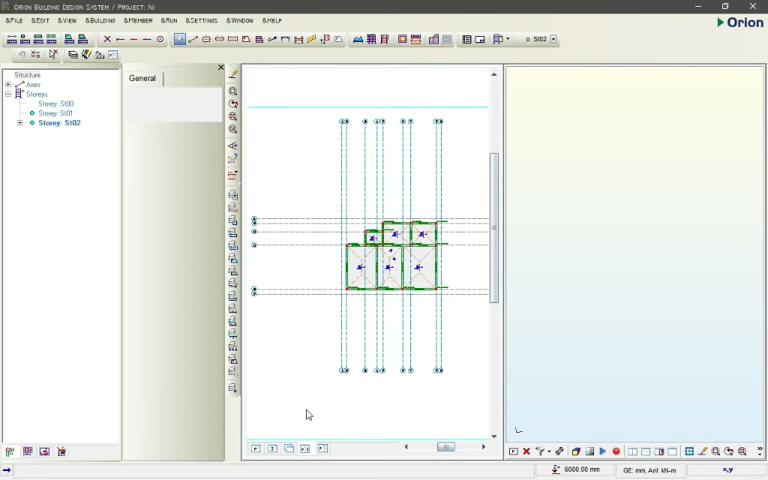 ORION BUILDING DESIGN SYSTEM / PROJECT: NI
&FILE &EDIT &VIEW &BUILDING &MEMBER &RUN &SETTINGS &WINDOW &HELP
Orion
St02
Structure
Axes
Storeys
Storey: St00
Storey: St01
Storey: St02
General
6000.00 mm
GE: mm, Anl: kN-m
x,y